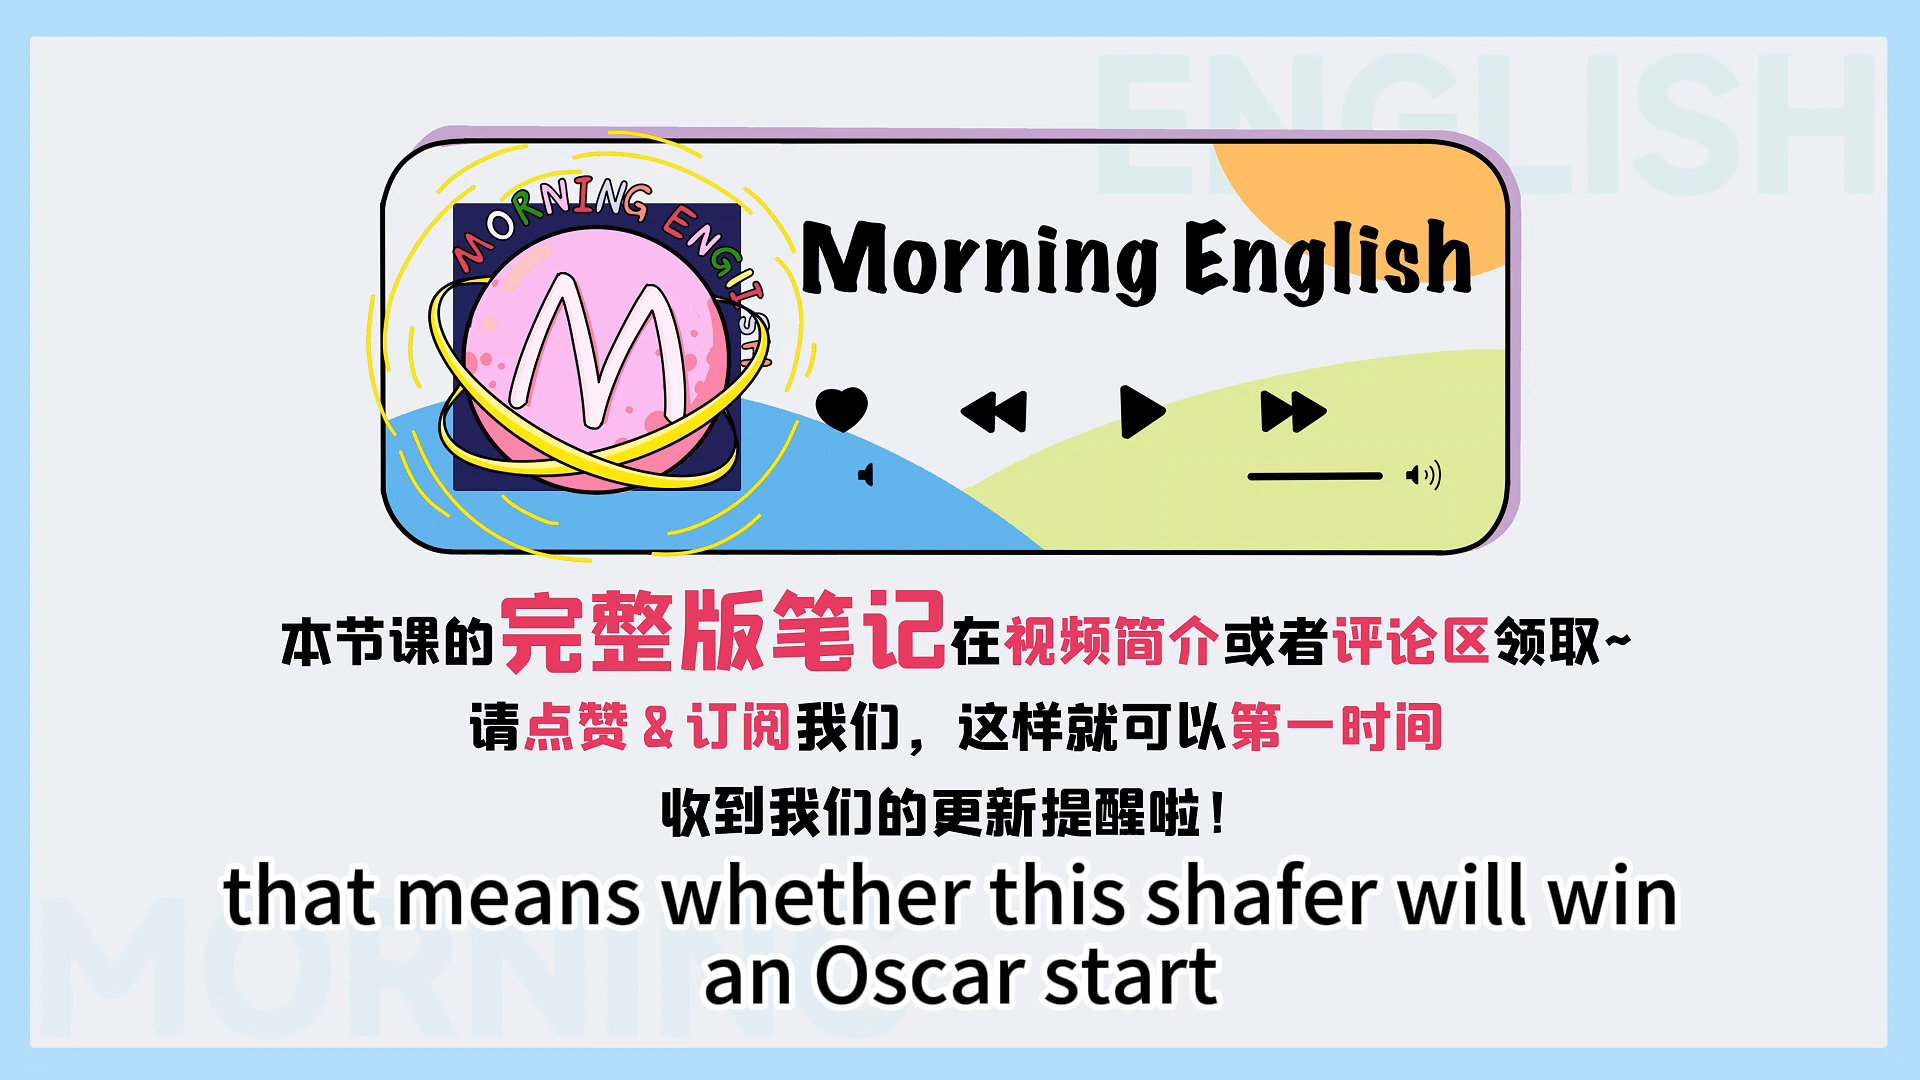 ENGLISH
MORNING ENGLISH
M
Morning English
本节课的完整版笔记在视频简介或者评论区领取~
请点赞&订阅我们，这样就可以第一时间
收到我们的更新提醒啦！
that means whether this shafer will win
an Oscar start
MORNING